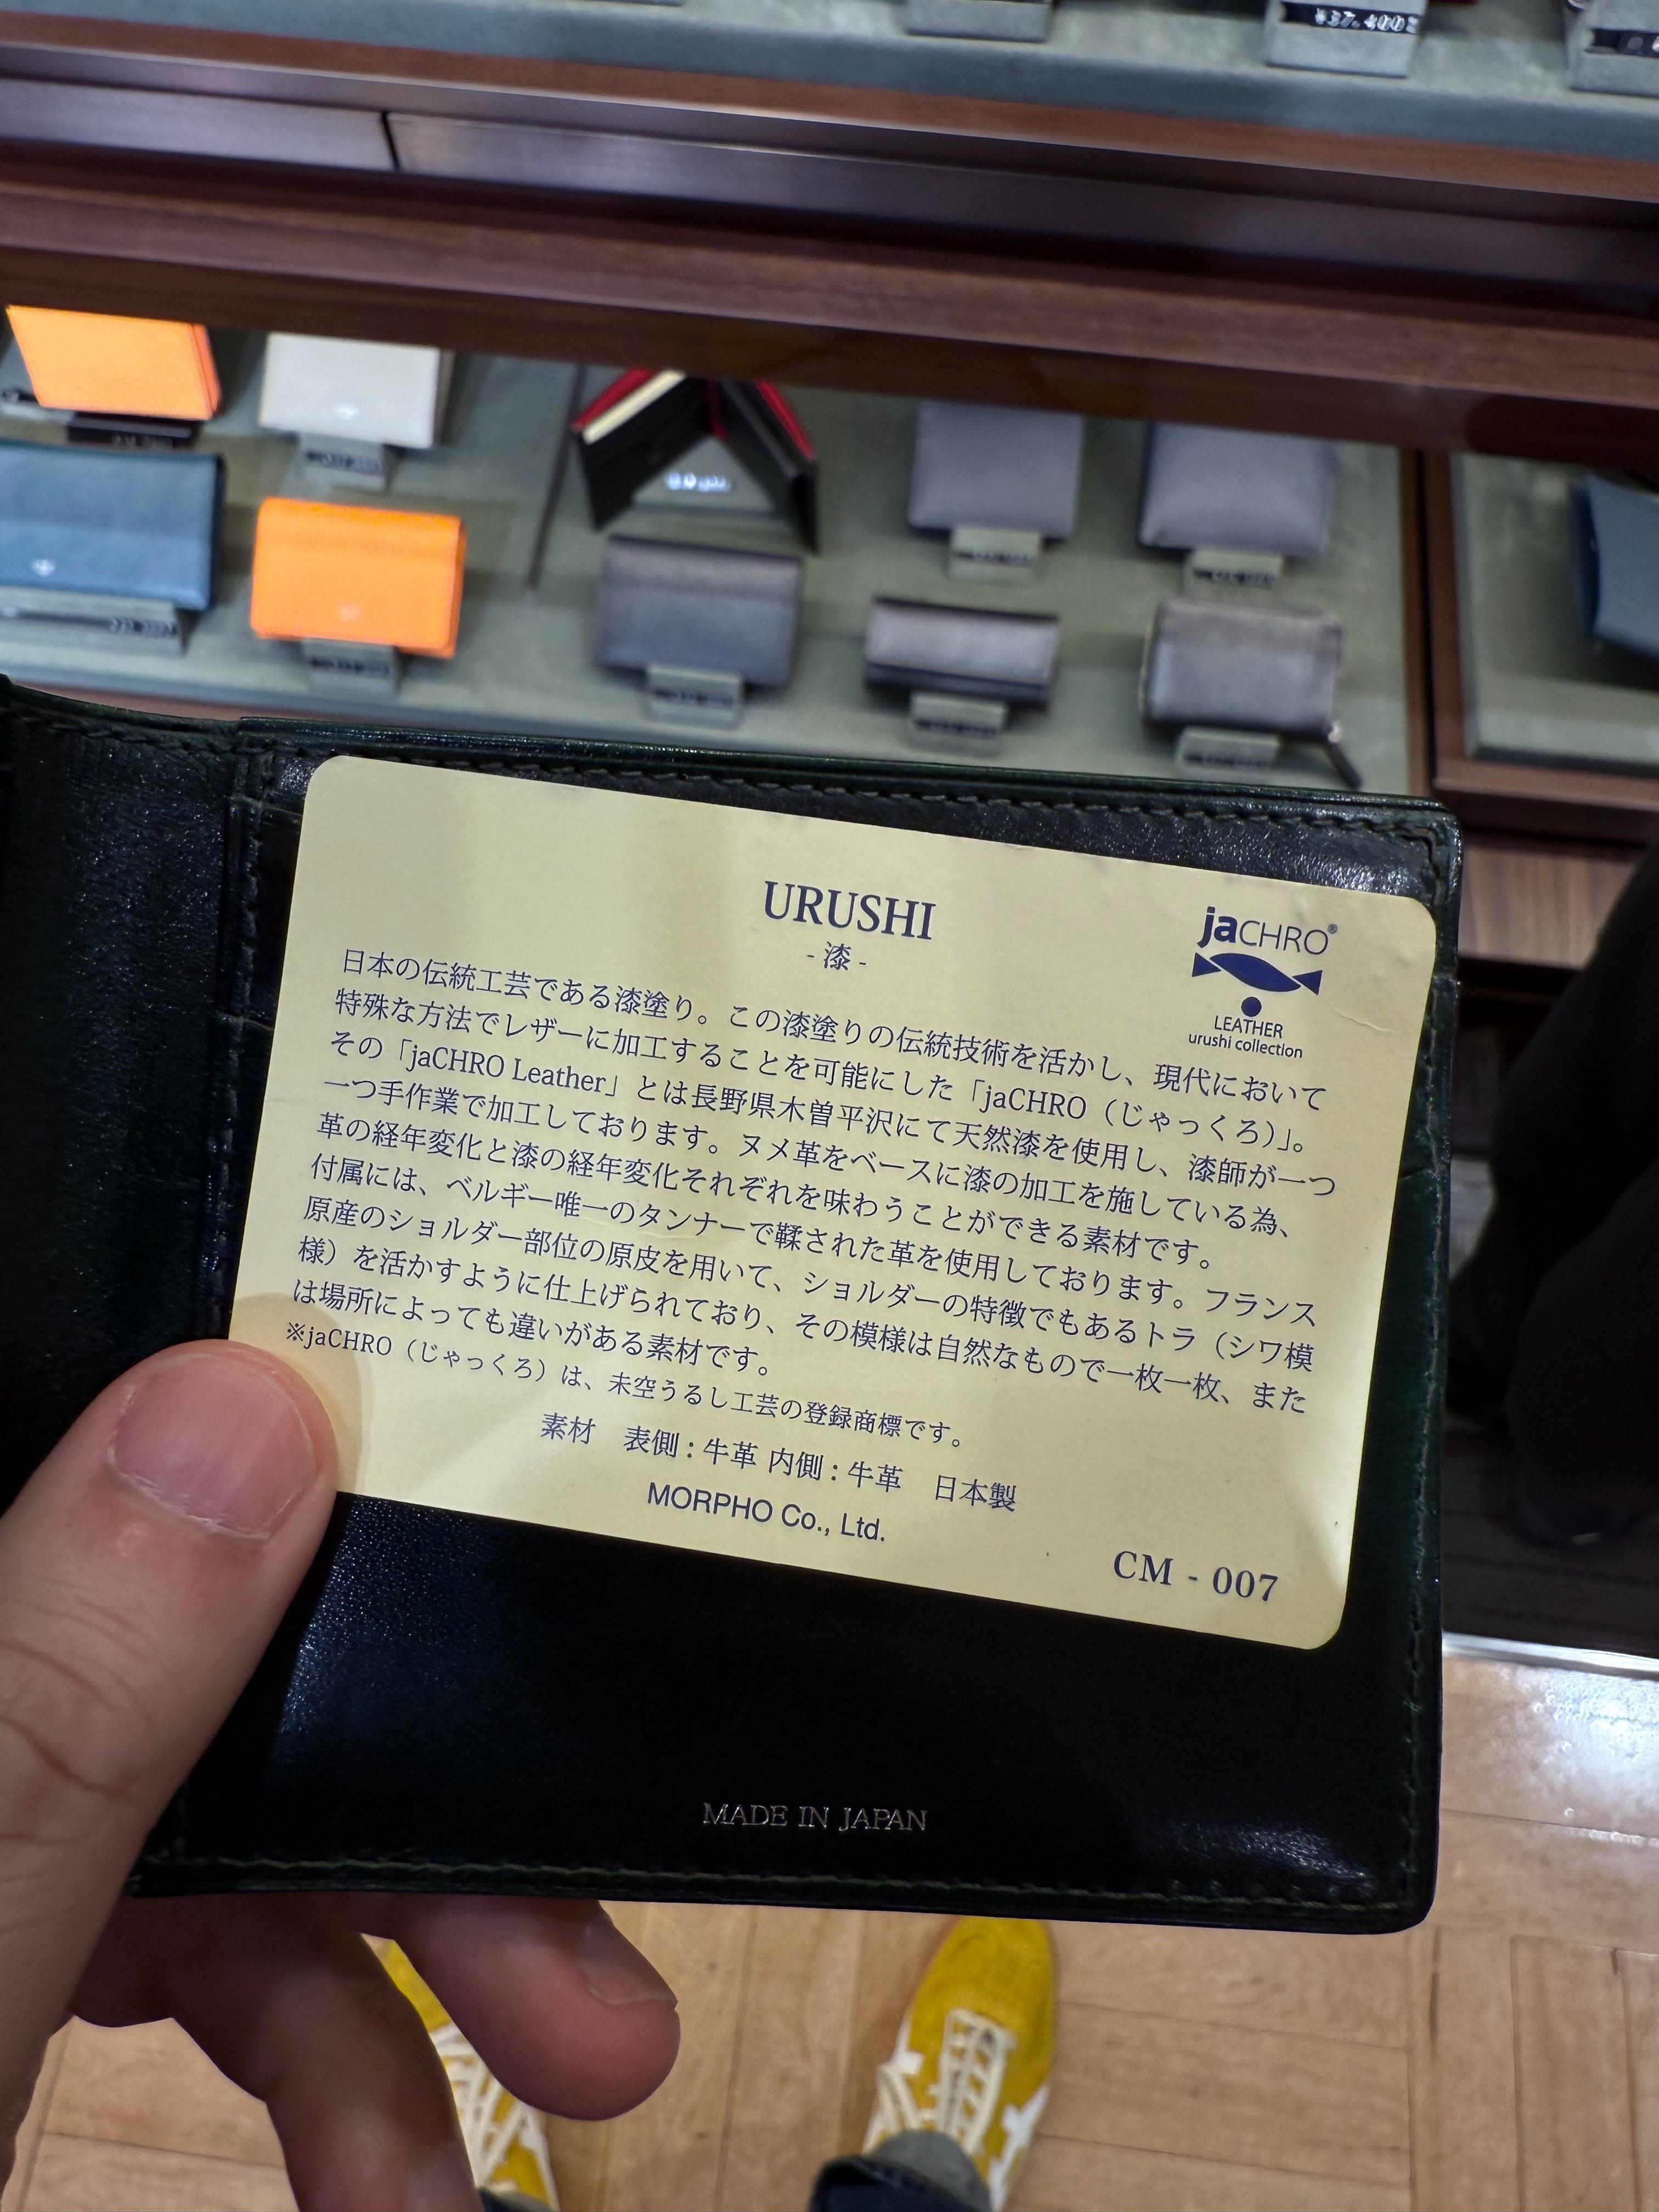 ¥37,400
URUSHI
- 漆 -
jaCHRO®
LEATHER
urushi collection
日本の伝統工芸である漆塗り。この漆塗りの伝統技術を活かし、現代において
特殊な方法でレザーに加工することを可能にした「jaCHRO（じゃっくろ）」。
その「jaCHRO Leather」とは長野県木曽平沢にて天然漆を使用し、漆師が一つ
一つ手作業で加工しております。ヌメ革をベースに漆の加工を施している為、
革の経年変化と漆の経年変化それぞれを味わうことができる素材です。
付属には、ベルギー唯一のタンナーで鞣された革を使用しております。フランス
原産のショルダー部位の原皮を用いて、ショルダーの特徴でもあるトラ（シワ模
様）を活かすように仕上げられており、その模様は自然なもので一枚一枚、また
は場所によっても違いがある素材です。
※jaCHRO（じゃっくろ）は、未空うるし工芸の登録商標です。
素材　表側：牛革 内側：牛革　日本製
MORPHO Co., Ltd.
CM - 007
MADE IN JAPAN